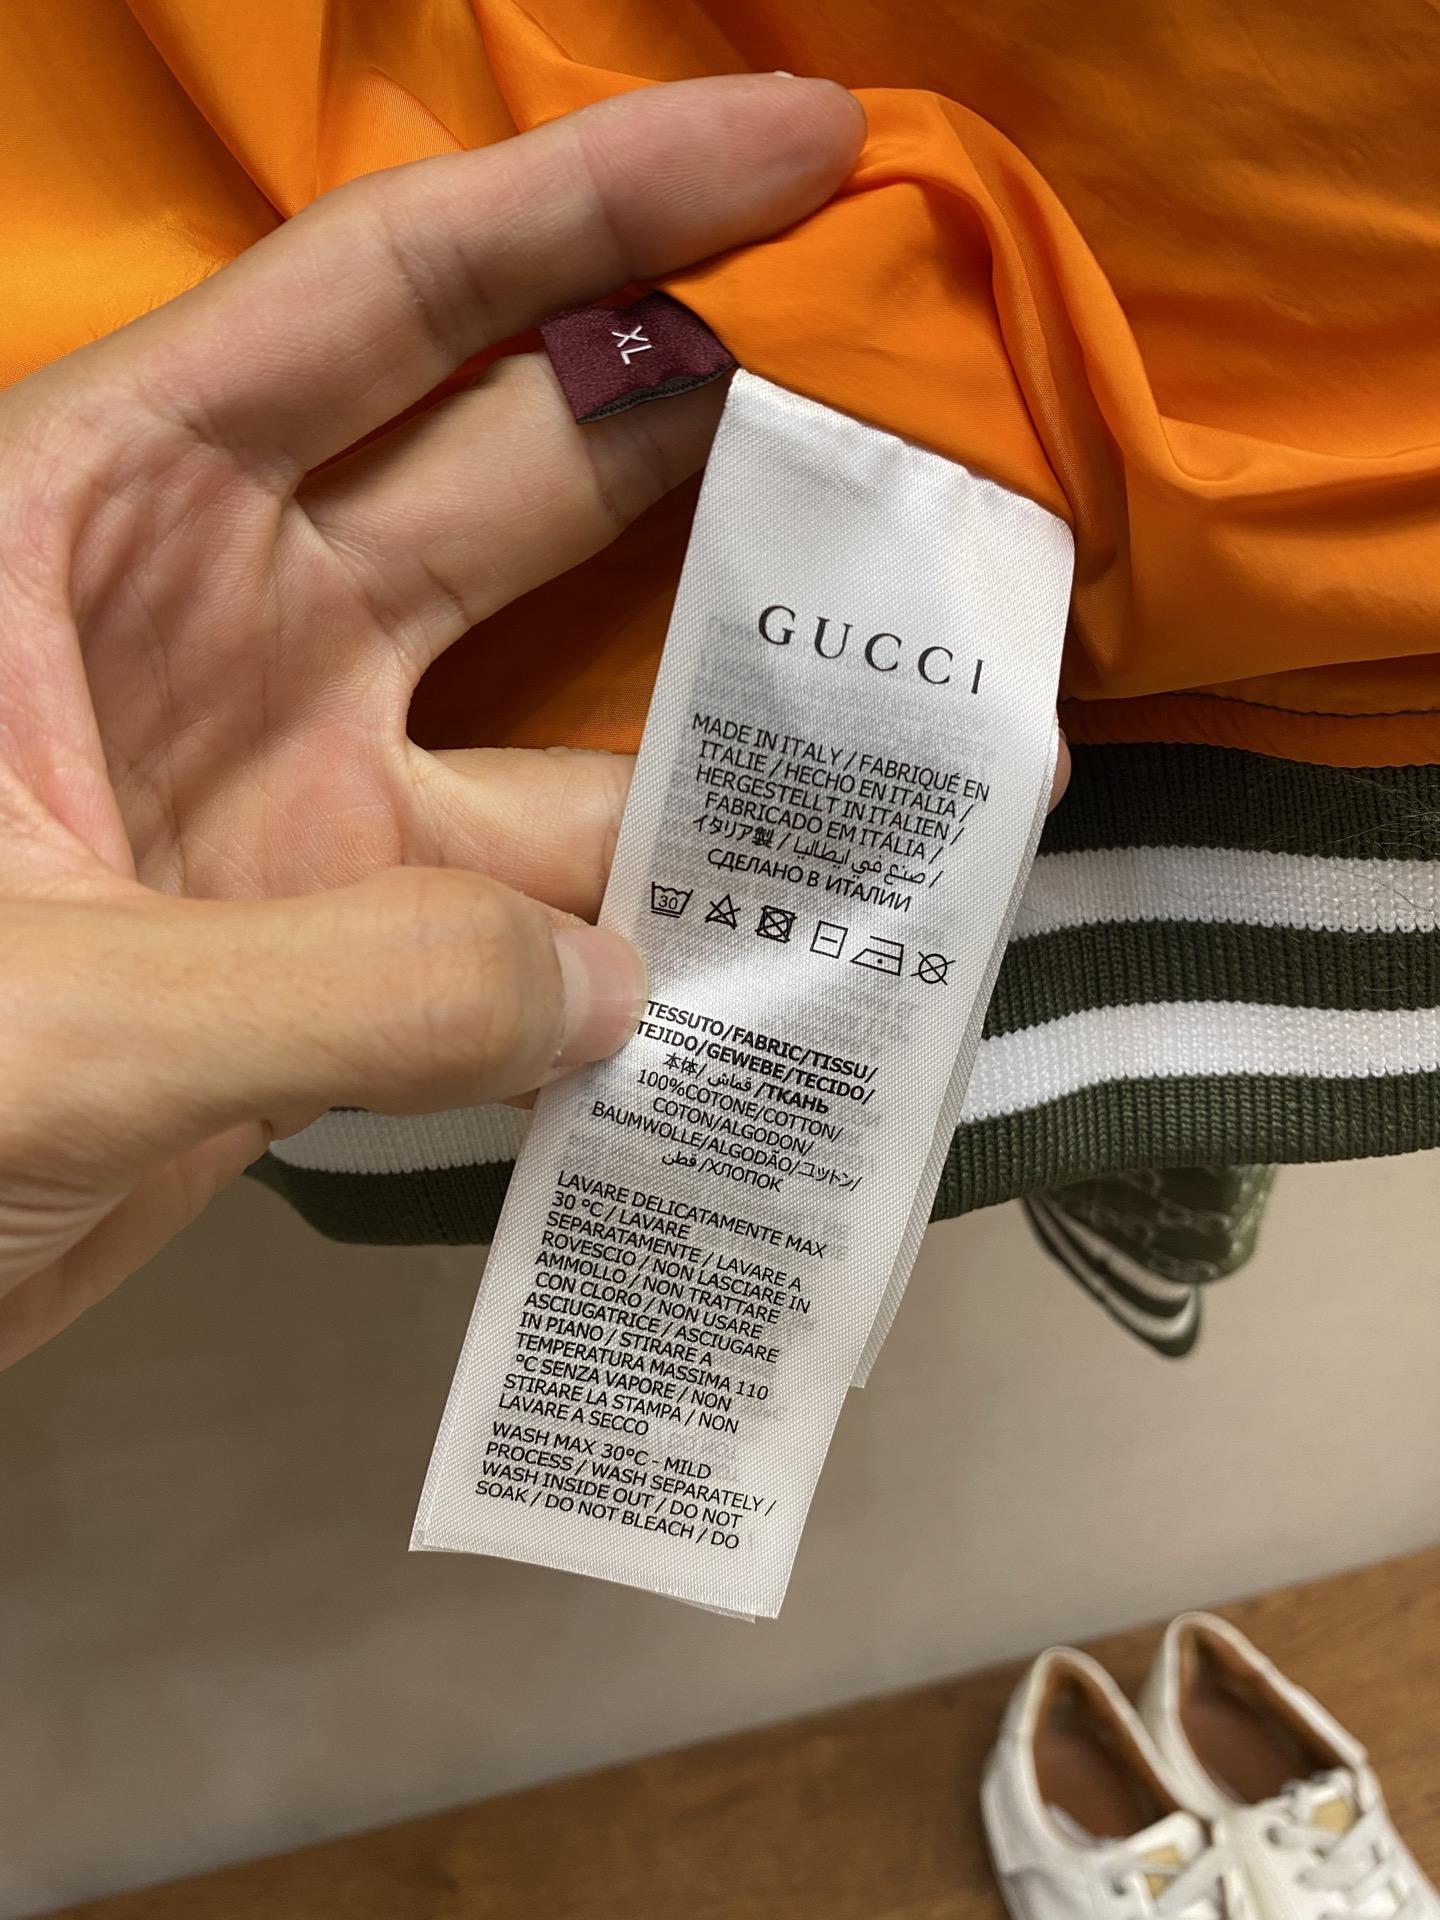 XL
GUCCI
MADE IN ITALY / FABRIQUÉ EN
ITALIE / HECHO EN ITALIA /
HERGESTELLT IN ITALIEN /
FABRICADO EM ITÁLIA /
イタリア製 / صنع في ايطاليا /
СДЕЛАНО В ИТАЛИИ
30
TESSUTO/FABRIC/TISSU/
TEJIDO/GEWEBE/TECIDO/
本体/ قماش /ТКАНЬ
100%COTONE/COTTON/
COTON/ALGODON/
BAUMWOLLE/ALGODÃO/コットン/
قطن /ХЛОПОК
LAVARE DELICATAMENTE MAX
30 °C / LAVARE
SEPARATAMENTE / LAVARE A
ROVESCIO / NON LASCIARE IN
AMMOLLO / NON TRATTARE
CON CLORO / NON USARE
ASCIUGATRICE / ASCIUGARE
IN PIANO / STIRARE A
TEMPERATURA MASSIMA 110
°C SENZA VAPORE / NON
STIRARE LA STAMPA / NON
LAVARE A SECCO
WASH MAX 30°C - MILD
PROCESS / WASH SEPARATELY /
WASH INSIDE OUT / DO NOT
SOAK / DO NOT BLEACH / DO